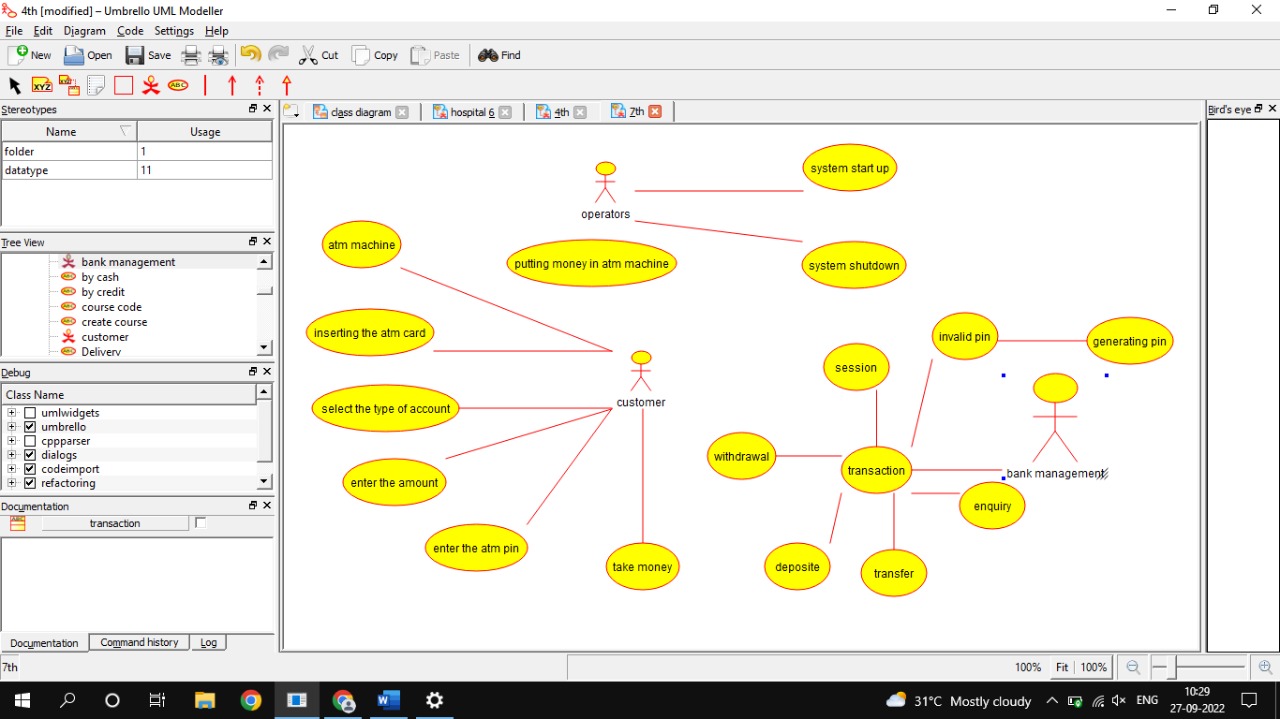 4th [modified] – Umbrello UML Modeller
File Edit Diagram Code Settings Help
New Open Save Cut Copy Paste Find
XYZ XYZ ABC
Stereotypes
Name Usage
folder 1
datatype 11
Tree View
bank management
by cash
by credit
course code
create course
customer
Delivery
Debug
Class Name
umlwidgets
umbrello
cppparser
dialogs
codeimport
refactoring
Documentation
transaction
Documentation Command history Log
7th
class diagram hospital 6 4th 7th
operators
system start up
atm machine
putting money in atm machine
system shutdown
inserting the atm card
customer
select the type of account
enter the amount
enter the atm pin
take money
invalid pin
generating pin
session
withdrawal
transaction
bank management
enquiry
deposite
transfer
Bird's eye
100% Fit 100%
31°C Mostly cloudy ENG
10:29
27-09-2022